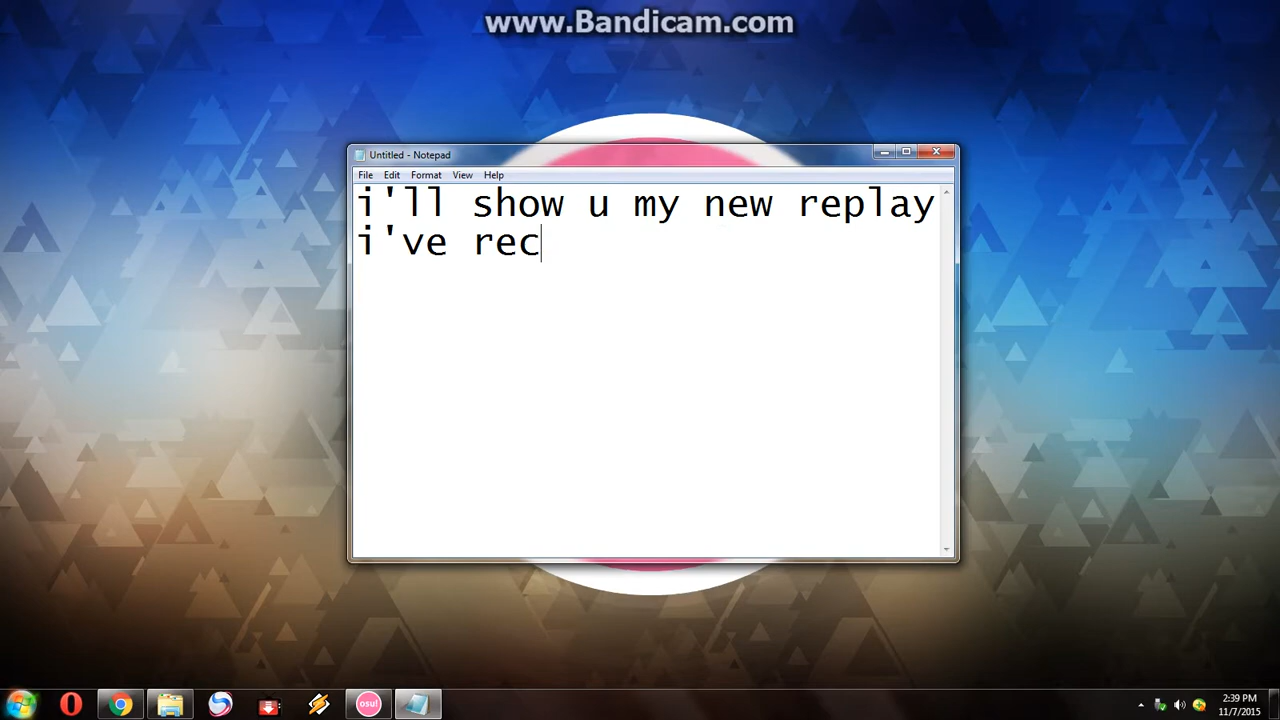 www.Bandicam.com
Untitled - Notepad
File Edit Format View Help
i'll show u my new replay
i've rec
osu!
2:39 PM
11/7/2015